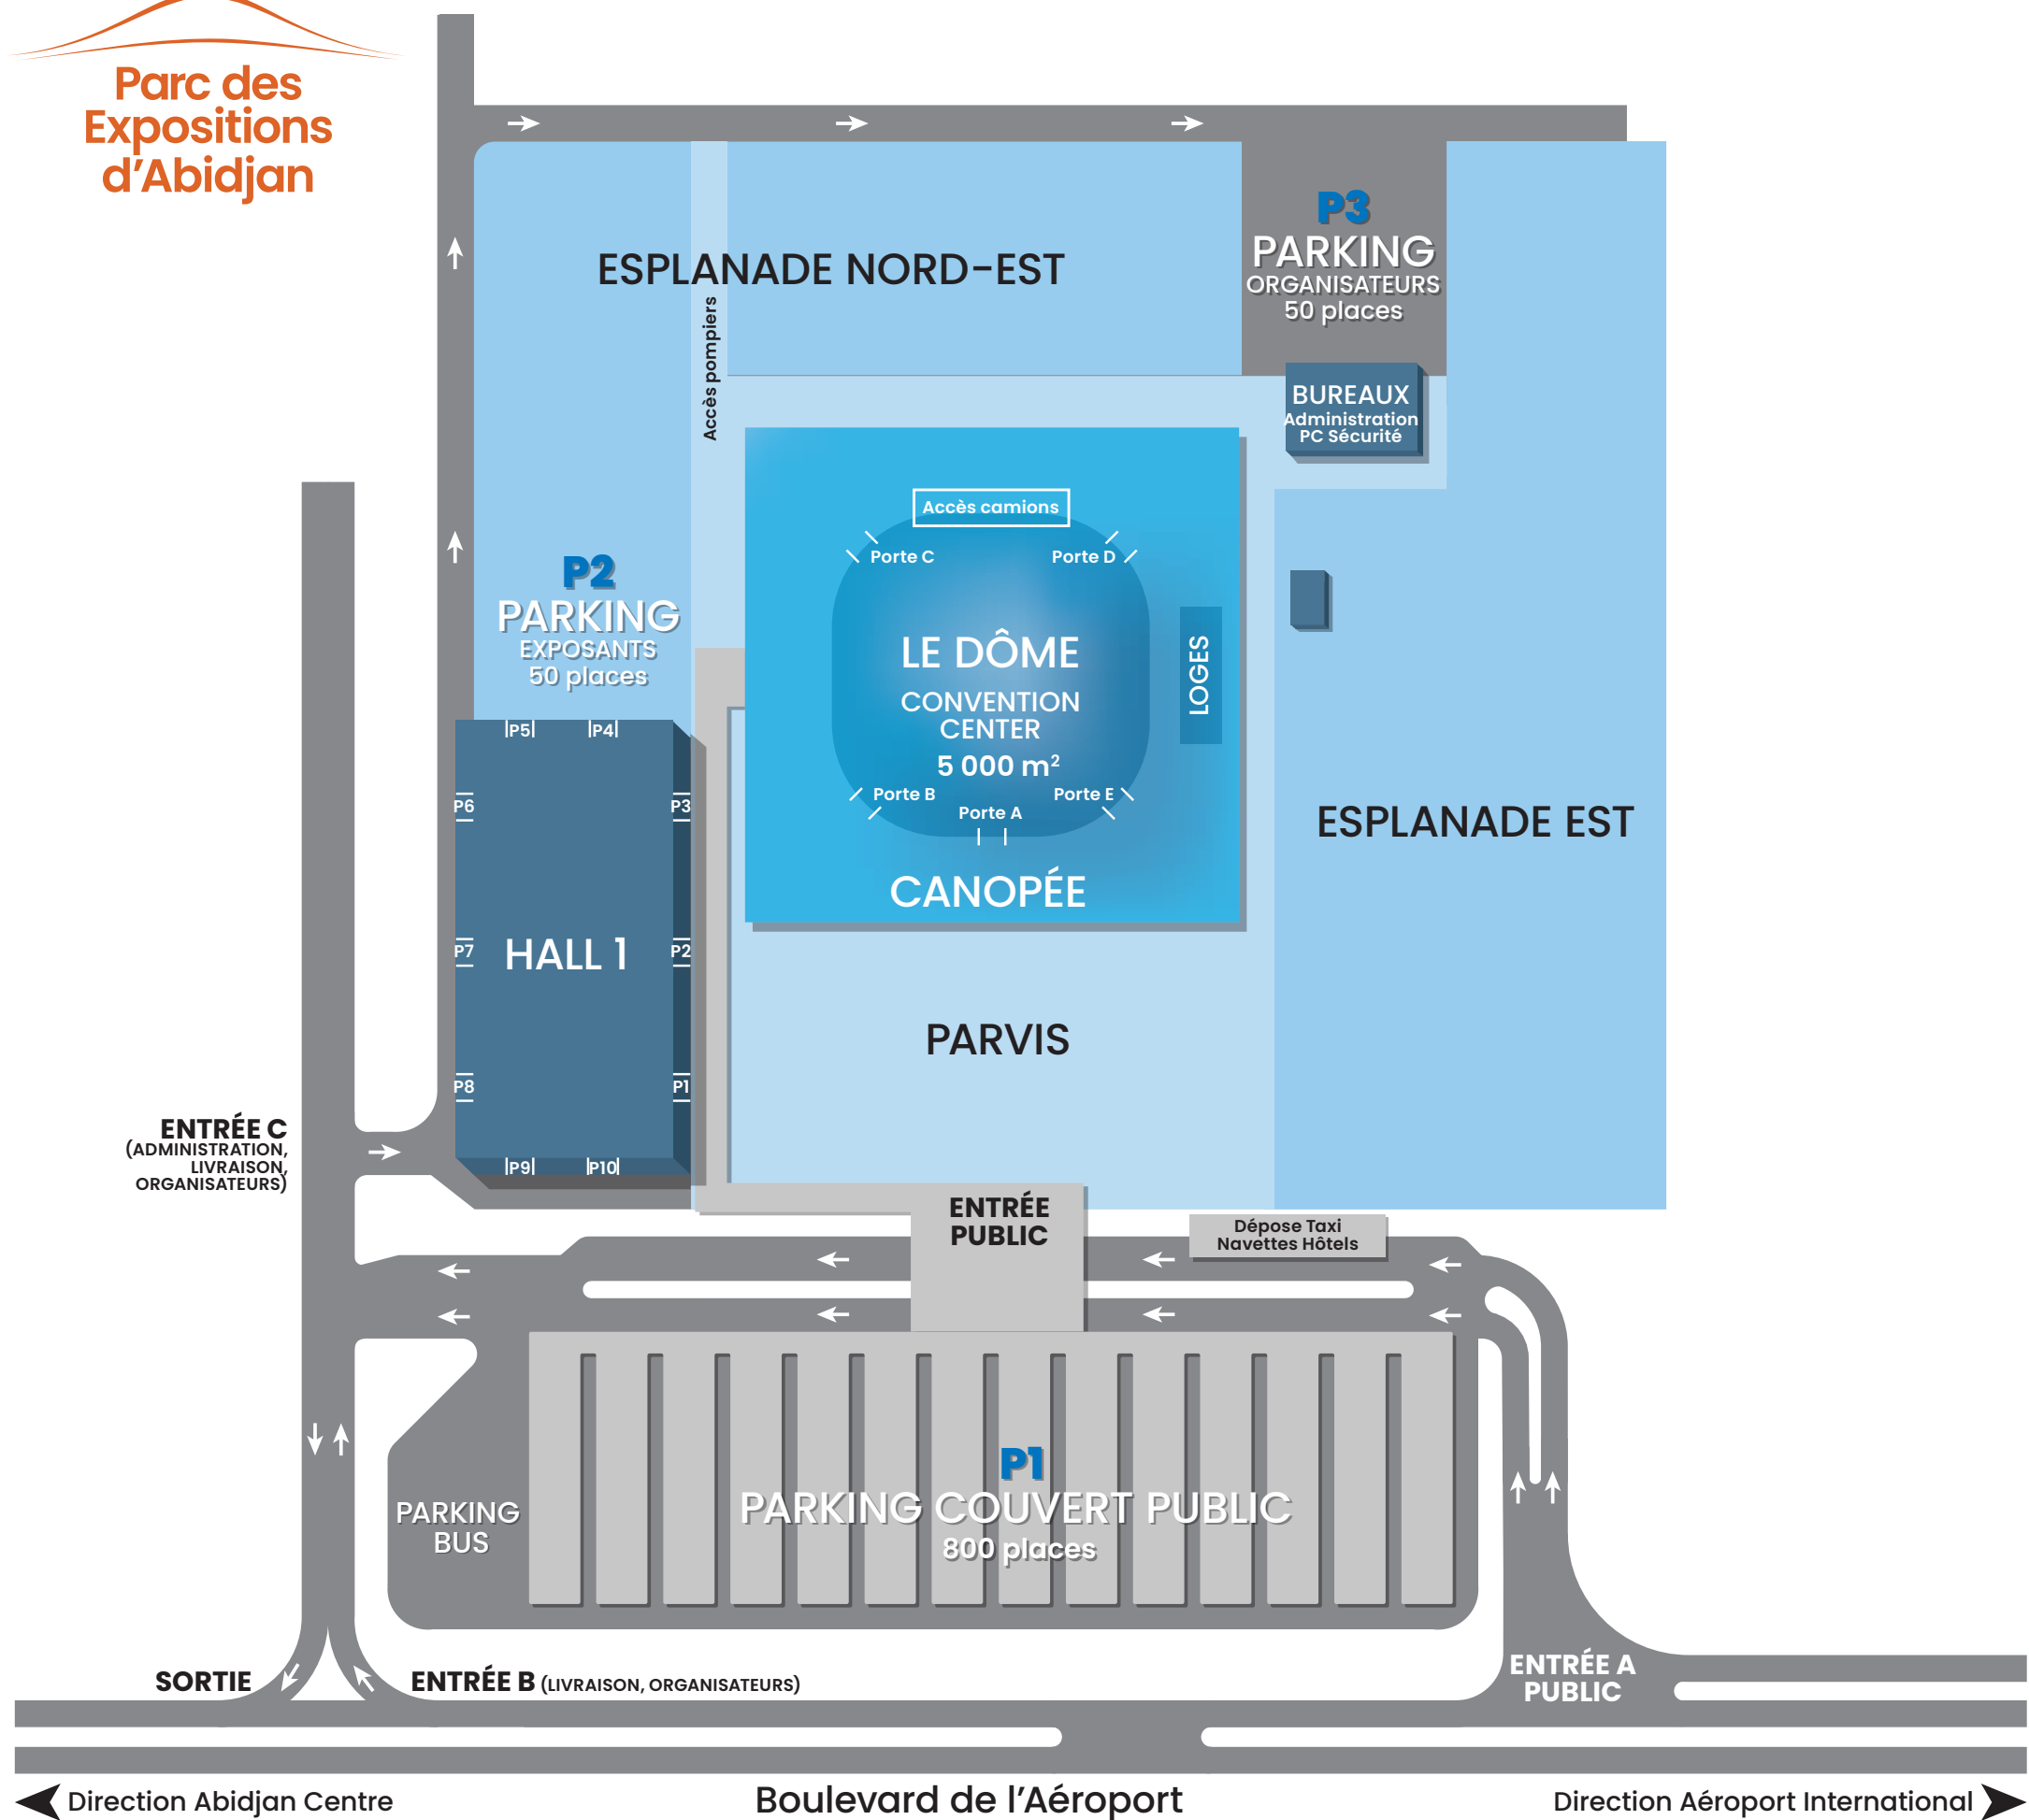 Parc des
Expositions
d'Abidjan
P3
PARKING
ORGANISATEURS
50 places
ESPLANADE NORD-EST
Accès pompiers
BUREAUX
Administration
PC Sécurité
Accès camions
Porte C
Porte D
P2
PARKING
EXPOSANTS
50 places
LE DÔME
CONVENTION
CENTER
5 000 m²
LOGES
Porte B
Porte E
Porte A
CANOPÉE
P5
P4
P6
P3
P7
HALL 1
P2
P8
P1
P9
P10
ESPLANADE EST
PARVIS
ENTRÉE C
(ADMINISTRATION,
LIVRAISON,
ORGANISATEURS)
ENTRÉE
PUBLIC
Dépose Taxi
Navettes Hôtels
P1
PARKING COUVERT PUBLIC
800 places
PARKING
BUS
SORTIE
ENTRÉE B (LIVRAISON, ORGANISATEURS)
ENTRÉE A
PUBLIC
Direction Abidjan Centre
Boulevard de l'Aéroport
Direction Aéroport International